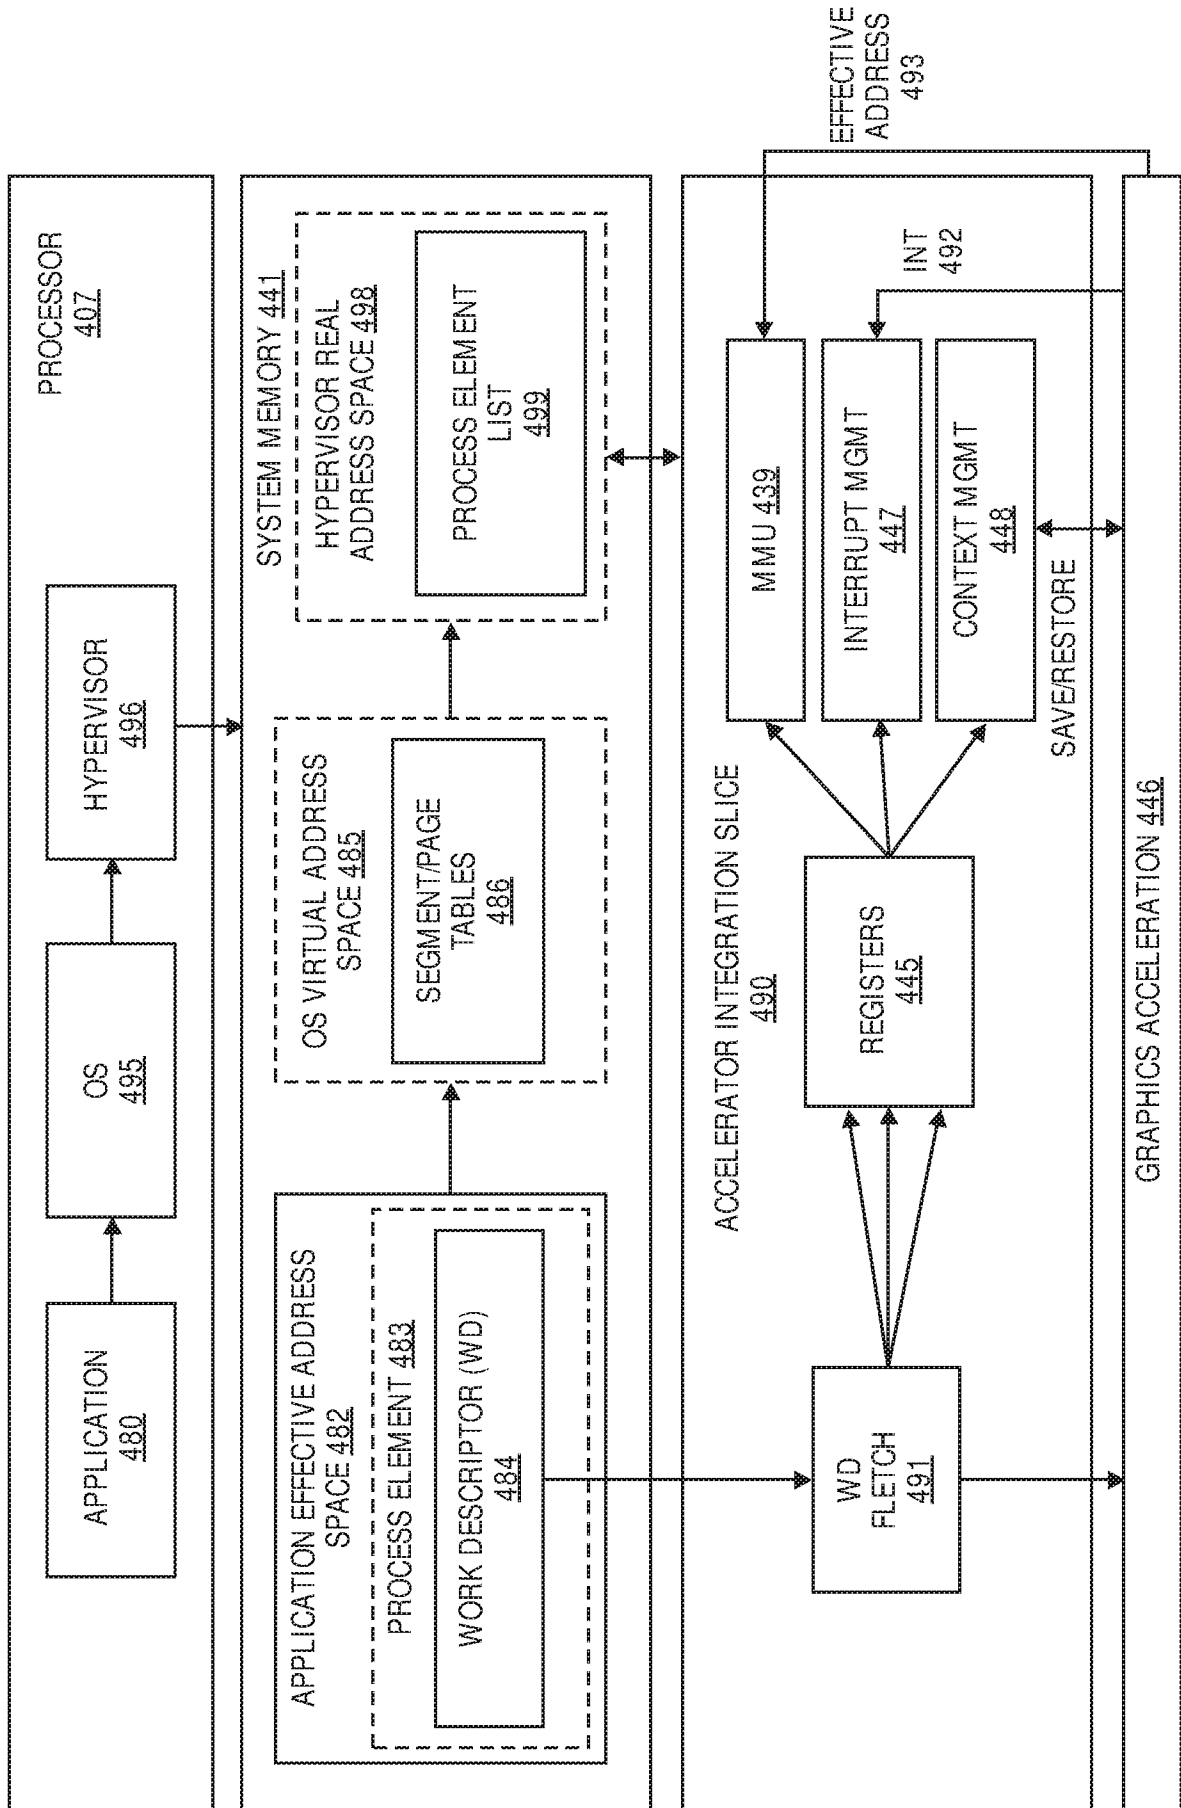 PROCESSOR
407
APPLICATION
480
OS
495
HYPERVISOR
496
SYSTEM MEMORY 441
APPLICATION EFFECTIVE ADDRESS
SPACE 482
PROCESS ELEMENT 483
WORK DESCRIPTOR (WD)
484
OS VIRTUAL ADDRESS
SPACE 485
SEGMENT/PAGE
TABLES
486
HYPERVISOR REAL
ADDRESS SPACE 498
PROCESS ELEMENT
LIST
499
ACCELERATOR INTEGRATION SLICE
490
WD
FLETCH
491
REGISTERS
445
MMU 439
INTERRUPT MGMT
447
CONTEXT MGMT
448
SAVE/RESTORE
INT
492
EFFECTIVE
ADDRESS
493
GRAPHICS ACCELERATION 446